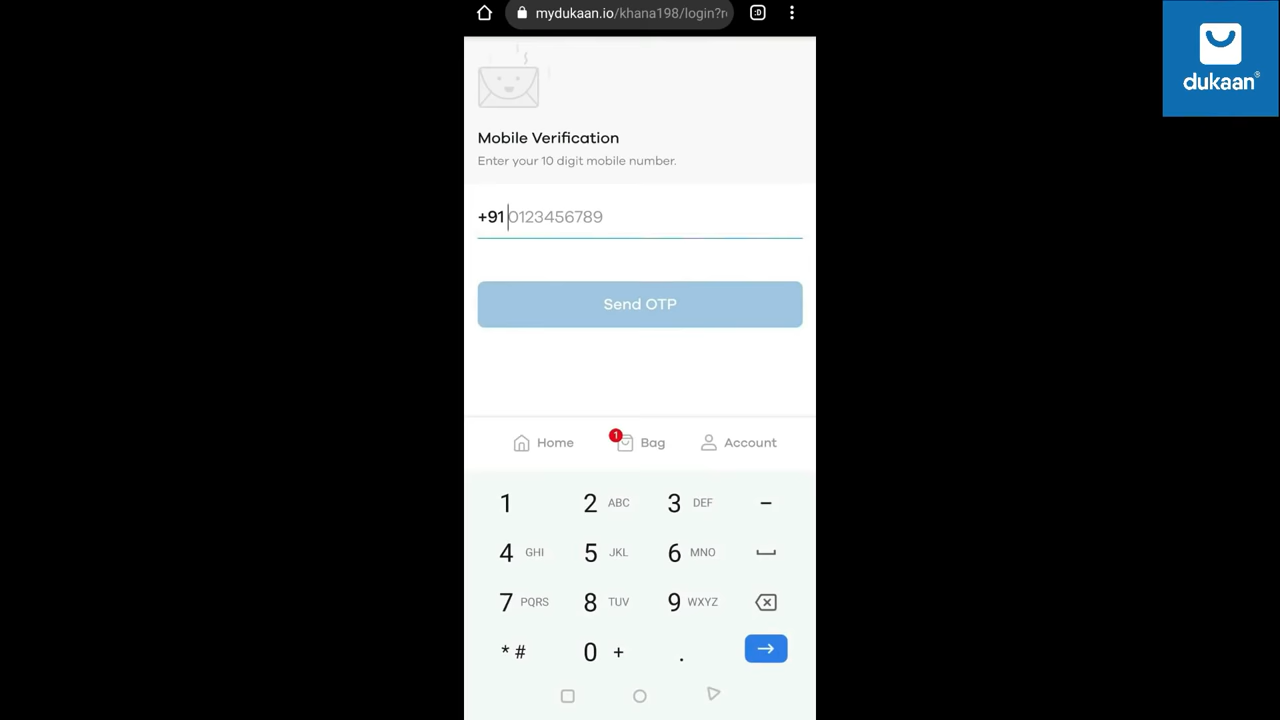 mydukaan.io/khana198/login?r
:D
dukaan®
Mobile Verification
Enter your 10 digit mobile number.
+91 0123456789
Send OTP
Home
1
Bag
Account
1
2 ABC
3 DEF
-
4 GHI
5 JKL
6 MNO
7 PQRS
8 TUV
9 WXYZ
* #
0 +
.